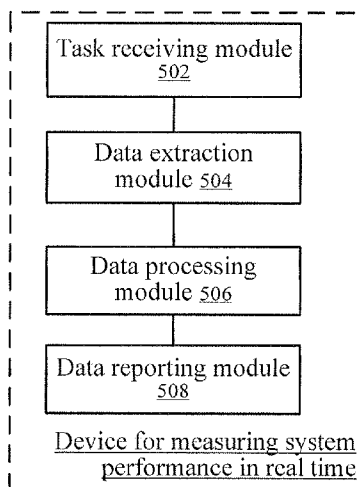 Task receiving module
502
Data extraction
module 504
Data processing
module 506
Data reporting module
508
Device for measuring system
performance in real time